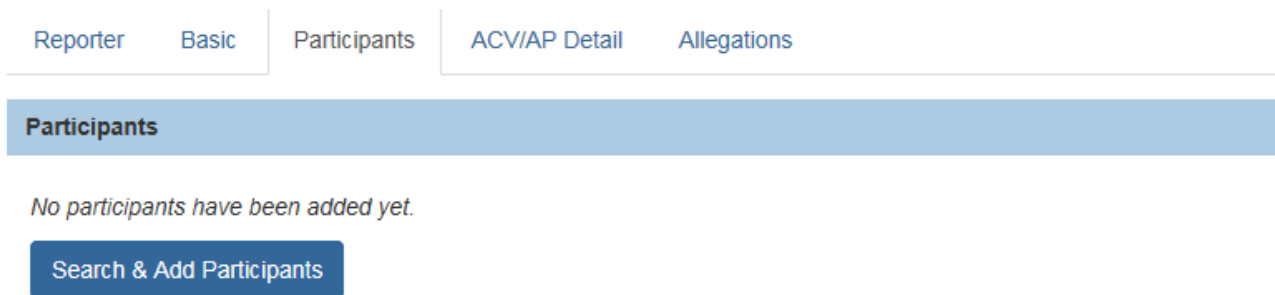 Reporter Basic Participants ACV/AP Detail Allegations
Participants
No participants have been added yet.
Search & Add Participants